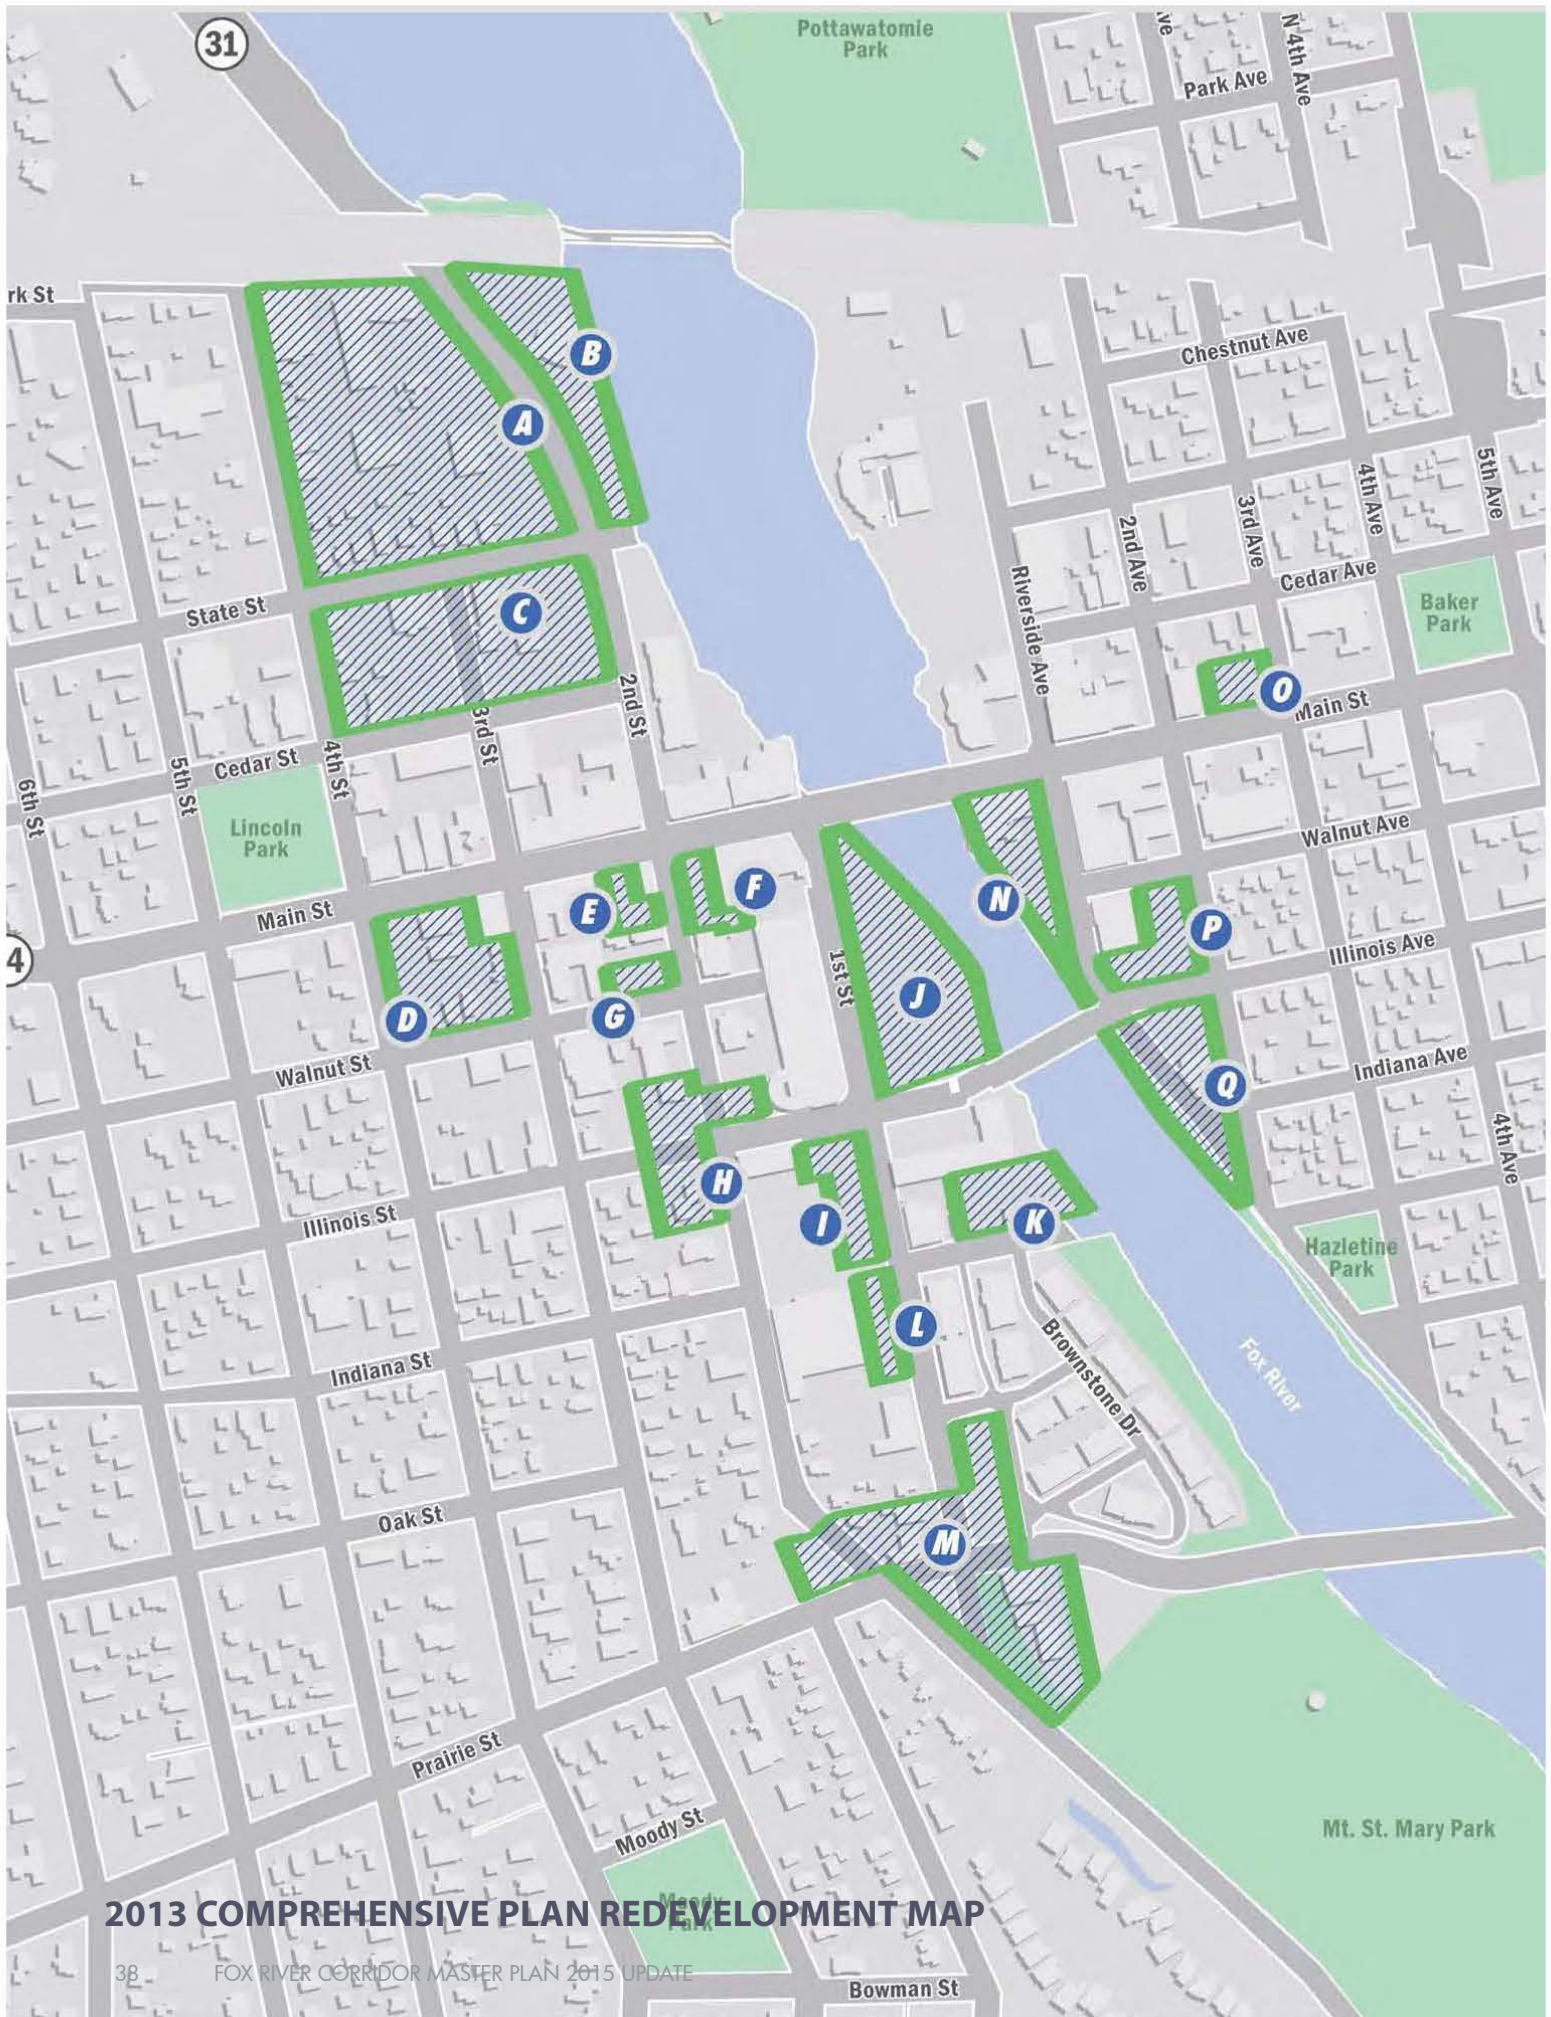 31
Pottawatomie
Park
Park Ave
N 4th Ave
rk St
B
Chestnut Ave
A
5th Ave
4th Ave
3rd Ave
2nd Ave
Cedar Ave
Riverside Ave
Baker
Park
State St
C
O
Main St
2nd St
3rd St
4th St
Cedar St
5th St
6th St
Lincoln
Park
Walnut Ave
F
E
N
Main St
P
Illinois Ave
4
1st St
J
D
G
Walnut St
Indiana Ave
Q
4th Ave
H
Illinois St
I
K
Hazletine
Park
L
Brownstone Dr
Fox River
Indiana St
Oak St
M
Prairie St
Moody St
Mt. St. Mary Park
Moody
Park
2013 COMPREHENSIVE PLAN REDEVELOPMENT MAP
38 FOX RIVER CORRIDOR MASTER PLAN 2015 UPDATE
Bowman St